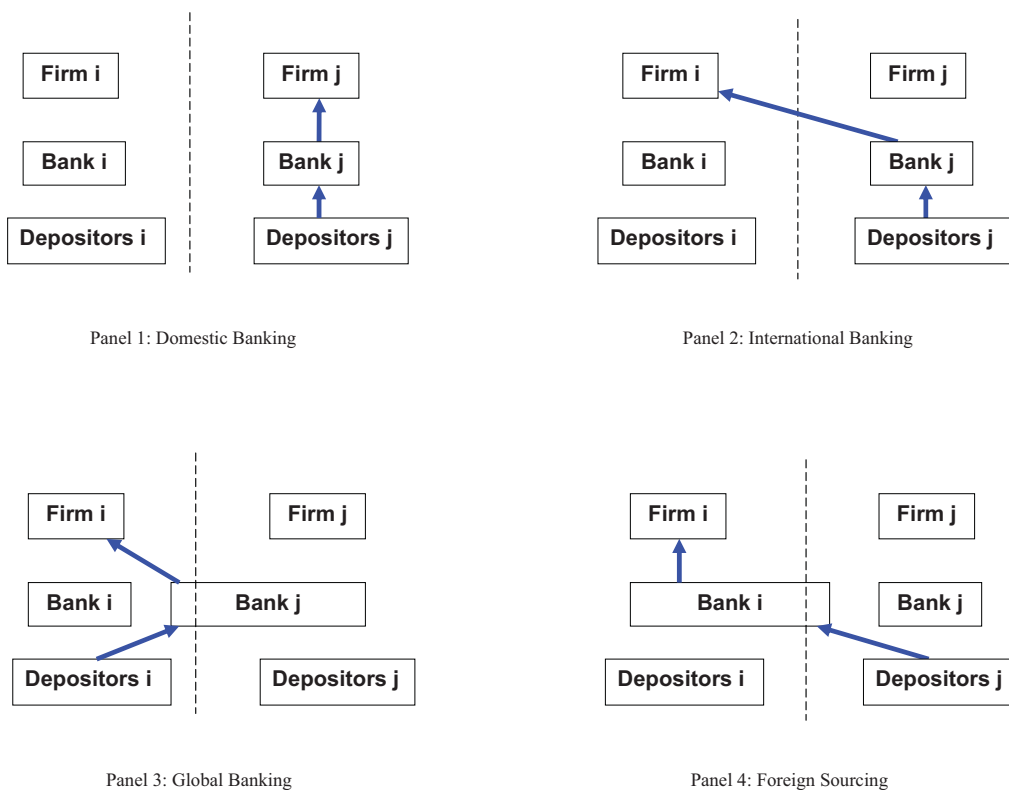 Firm i
Firm j
Bank i
Bank j
Depositors i
Depositors j
Panel 1: Domestic Banking
Firm i
Firm j
Bank i
Bank j
Depositors i
Depositors j
Panel 2: International Banking
Firm i
Firm j
Bank i
Bank j
Depositors i
Depositors j
Panel 3: Global Banking
Firm i
Firm j
Bank i
Bank j
Depositors i
Depositors j
Panel 4: Foreign Sourcing